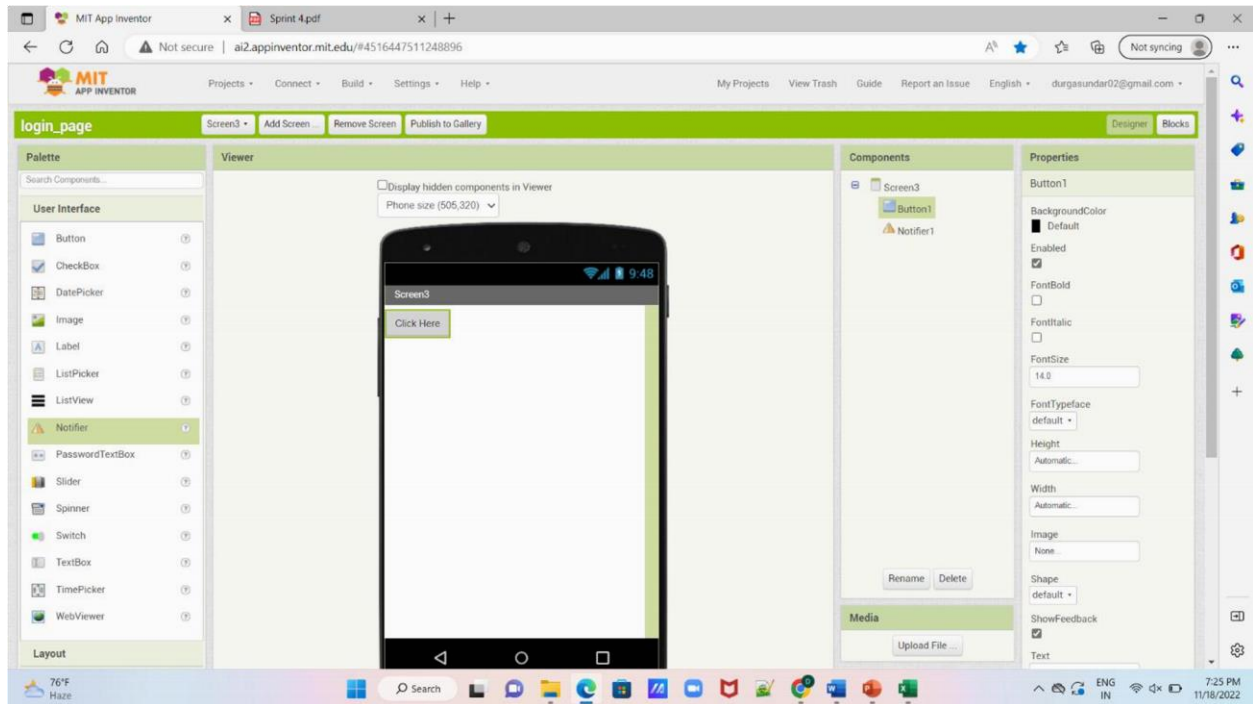 MIT App Inventor
Sprint 4.pdf
Not secure | ai2.appinventor.mit.edu/#4516447511248896
Not syncing
MIT
APP INVENTOR
Projects
Connect
Build
Settings
Help
My Projects
View Trash
Guide
Report an Issue
English
durgasundar02@gmail.com
login_page
Screen3
Add Screen ...
Remove Screen
Publish to Gallery
Designer
Blocks
Palette
Search Components...
User Interface
Button
CheckBox
DatePicker
Image
Label
ListPicker
ListView
Notifier
PasswordTextBox
Slider
Spinner
Switch
TextBox
TimePicker
WebViewer
Layout
Viewer
Display hidden components in Viewer
Phone size (505,320)
9:48
Screen3
Click Here
Components
Screen3
Button1
Notifier1
Rename
Delete
Media
Upload File ...
Properties
Button1
BackgroundColor
Default
Enabled
FontBold
FontItalic
FontSize
14.0
FontTypeface
default
Height
Automatic...
Width
Automatic...
Image
None...
Shape
default
ShowFeedback
Text
76°F
Haze
Search
ENG
IN
7:25 PM
11/18/2022